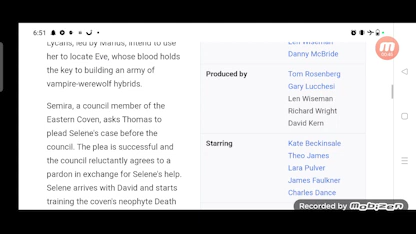 6:51
Lycans, led by Marius, intend to use
her to locate Eve, whose blood holds
the key to building an army of
vampire-werewolf hybrids.
Semira, a council member of the
Eastern Coven, asks Thomas to
plead Selene's case before the
council. The plea is successful and
the council reluctantly agrees to a
pardon in exchange for Selene's help.
Selene arrives with David and starts
training the coven's neophyte Death
Len Wiseman
Danny McBride
Produced by
Tom Rosenberg
Gary Lucchesi
Len Wiseman
Richard Wright
David Kern
Starring
Kate Beckinsale
Theo James
Lara Pulver
James Faulkner
Charles Dance
Recorded by Mobizen